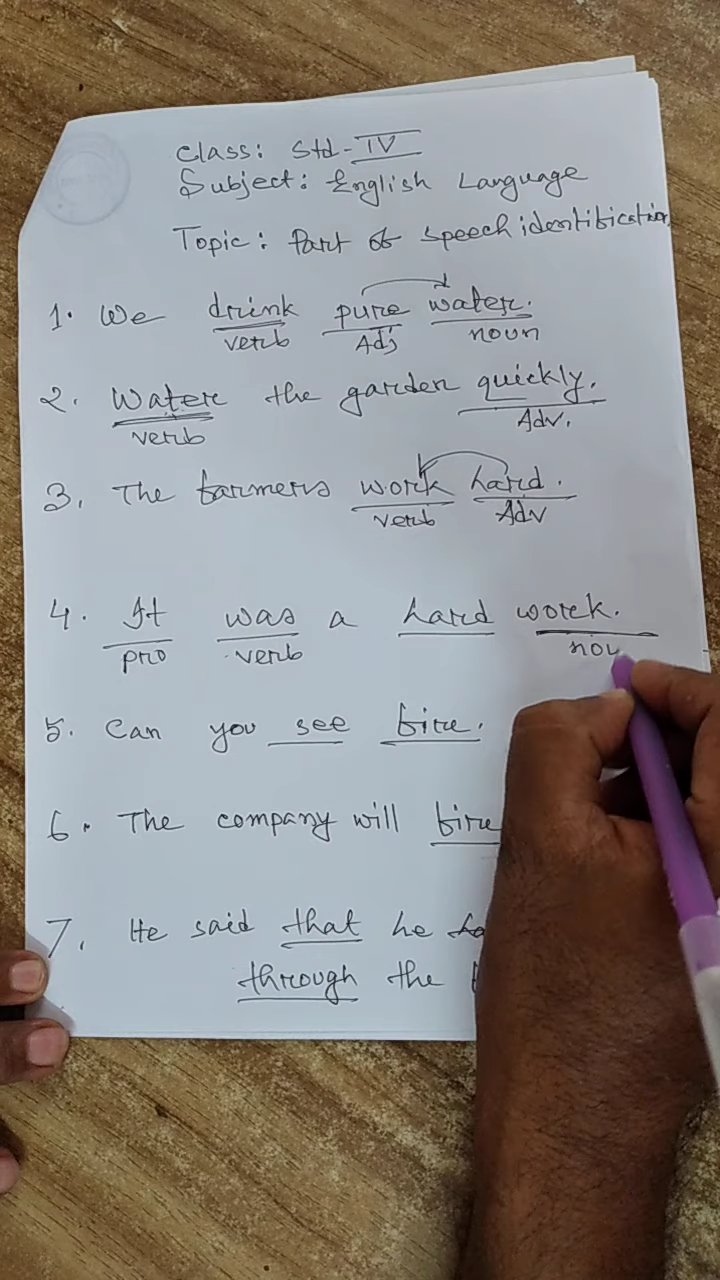 Class: Std-IV
Subject: English Language
Topic: Part of speech identification
1. We drink pure water.
verb Adj noun
2. Water the garden quickly.
verb Adv.
3. The farmers work hard.
verb Adv
4. It was a hard work.
pro verb nou
5. Can you see fire.
6. The company will fire
7. He said that he
through the